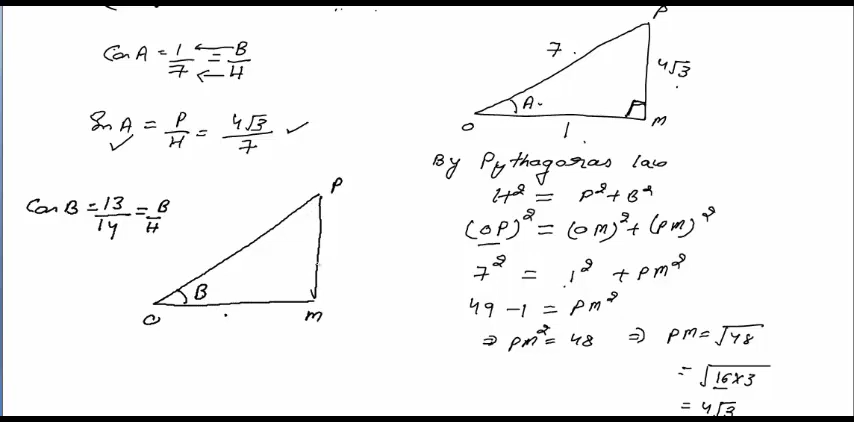 Cos A = 1/7 = B/H
Sin A = P/H = 4√3/7 ✓
Cos B = 13/14 = B/H
P
B
O
M
P
7
4√3
A
O
1
M
By Pythagoras law
H² = P² + B²
(OP)² = (OM)² + (PM)²
7² = 1² + PM²
49 - 1 = PM²
⇒ PM² = 48 ⇒ PM = √48
= √16×3
= 4√3